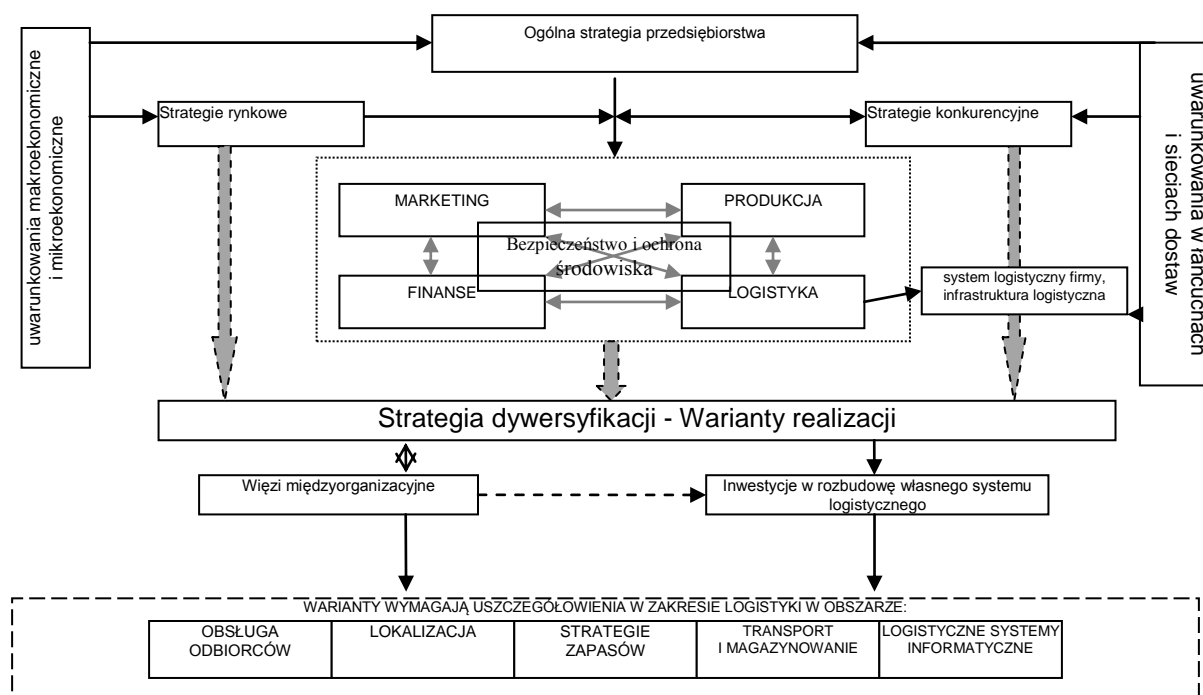 Ogólna strategia przedsiębiorstwa
uwarunkowania makroekonomiczne
i mikroekonomiczne
uwarunkowania w łańcuchach
i sieciach dostaw
Strategie rynkowe
Strategie konkurencyjne
MARKETING
PRODUKCJA
Bezpieczeństwo i ochrona
środowiska
FINANSE
LOGISTYKA
system logistyczny firmy,
infrastruktura logistyczna
Strategia dywersyfikacji - Warianty realizacji
Więzi międzyorganizacyjne
Inwestycje w rozbudowę własnego systemu
logistycznego
WARIANTY WYMAGAJĄ USZCZEGÓŁOWIENIA W ZAKRESIE LOGISTYKI W OBSZARZE:
OBSŁUGA
ODBIORCÓW
LOKALIZACJA
STRATEGIE
ZAPASÓW
TRANSPORT
I MAGAZYNOWANIE
LOGISTYCZNE SYSTEMY
INFORMATYCZNE